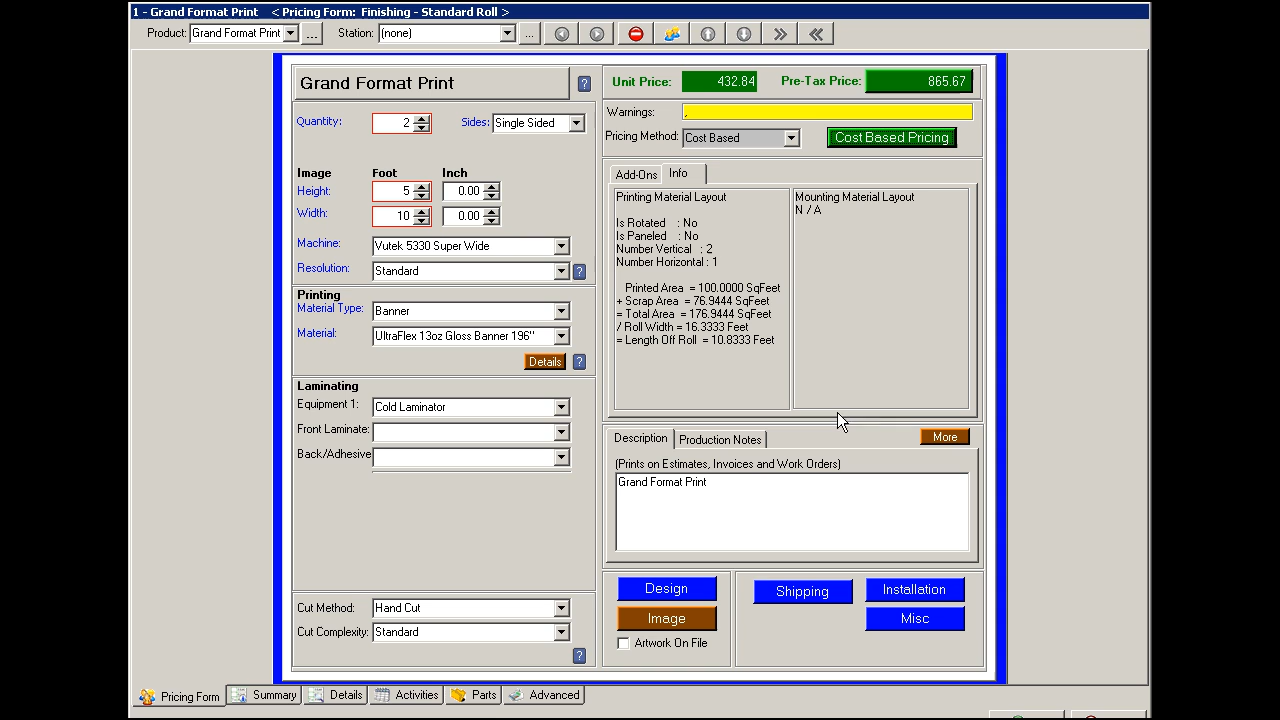 1 - Grand Format Print < Pricing Form: Finishing - Standard Roll >
Product: Grand Format Print ... Station: (none) ...
Grand Format Print ?
Unit Price: 432.84 Pre-Tax Price: 865.67
Warnings: ,
Quantity: 2 Sides: Single Sided
Pricing Method: Cost Based Cost Based Pricing
Image Foot Inch
Height: 5 0.00
Width: 10 0.00
Machine: Vutek 5330 Super Wide
Resolution: Standard ?
Printing
Material Type: Banner
Material: UltraFlex 13oz Gloss Banner 196"
Details ?
Laminating
Equipment 1: Cold Laminator
Front Laminate:
Back/Adhesive
Cut Method: Hand Cut
Cut Complexity: Standard
?
Add-Ons Info
Printing Material Layout
Is Rotated : No
Is Paneled : No
Number Vertical : 2
Number Horizontal : 1
Printed Area = 100.0000 SqFeet
+ Scrap Area = 76.9444 SqFeet
= Total Area = 176.9444 SqFeet
/ Roll Width = 16.3333 Feet
= Length Off Roll = 10.8333 Feet
Mounting Material Layout
N / A
Description Production Notes More
(Prints on Estimates, Invoices and Work Orders)
Grand Format Print
Design
Image
Artwork On File
Shipping Installation
Misc
Pricing Form Summary Details Activities Parts Advanced